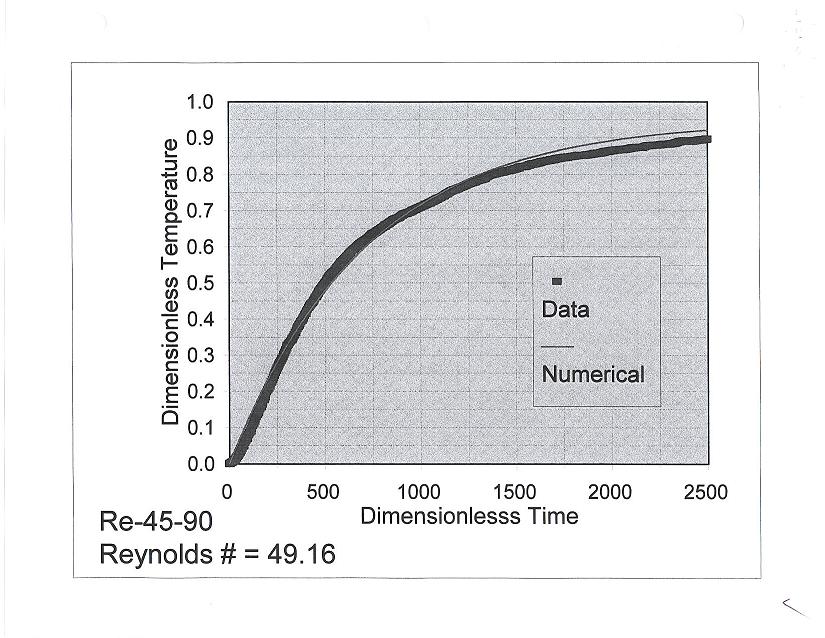 1.0
0.9
0.8
0.7
0.6
0.5
0.4
0.3
0.2
0.1
0.0
Dimensionless Temperature
Data
Numerical
0 500 1000 1500 2000 2500
Dimensionlesss Time
Re-45-90
Reynolds # = 49.16